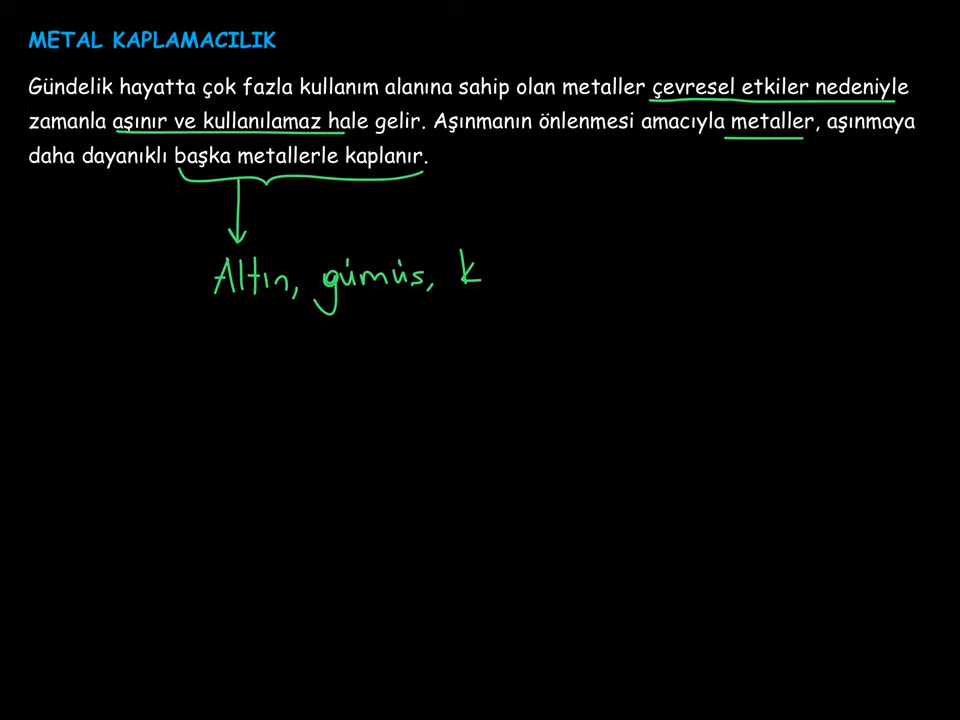 METAL KAPLAMACILIK
Gündelik hayatta çok fazla kullanım alanına sahip olan metaller çevresel etkiler nedeniyle
zamanla aşınır ve kullanılamaz hale gelir. Aşınmanın önlenmesi amacıyla metaller, aşınmaya
daha dayanıklı başka metallerle kaplanır.
Altın, gümüs, k